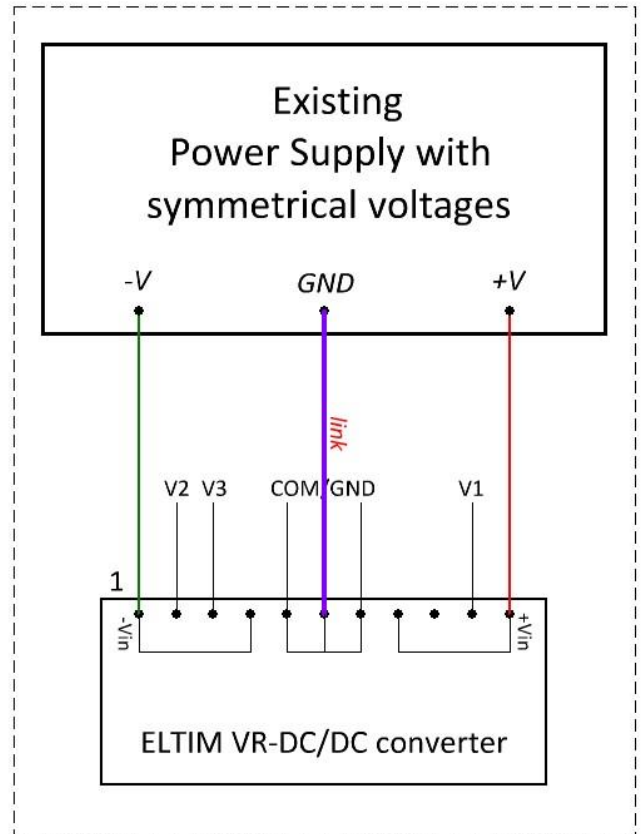 Existing
Power Supply with
symmetrical voltages
-V GND +V
link
V2 V3 COM/GND V1
1
-Vin +Vin
ELTIM VR-DC/DC converter